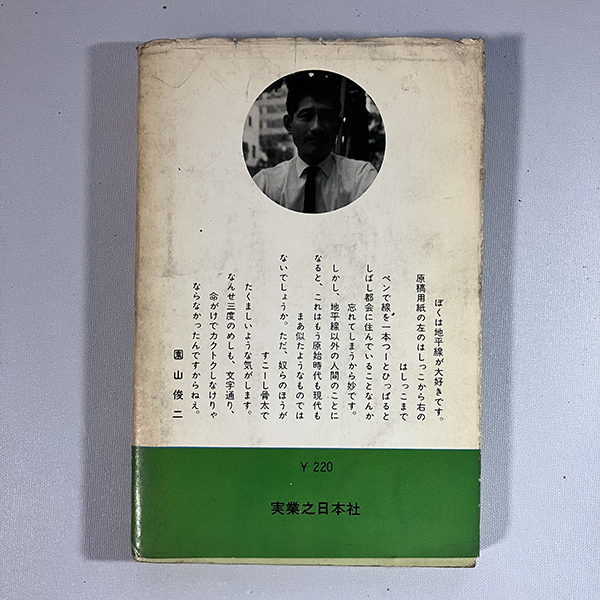 ぼくは地平線が大好きです。
原稿用紙の左のはしっこから右の
はしっこまで
ペンで線を一本つーとひっぱると
しばし都会に住んでいることなんか
忘れてしまうから妙です。
しかし、地平線以外の人間のことに
なると、これはもう原始時代も現代も
まあ似たようなものでは
ないでしょうか。ただ、奴らのほうが
すこーし骨太で
たくましいような気がします。
なんせ三度のめしも、文字通り、
命がけでカクトクしなけりゃ
ならなかったんですからねえ。
園山俊二
¥ 220
実業之日本社